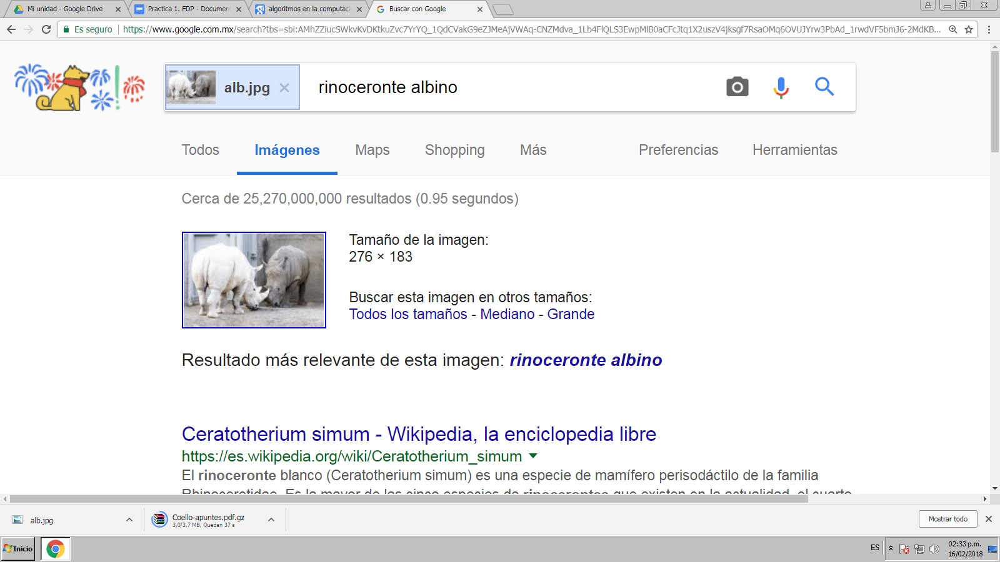 Mi unidad - Google Drive
Practica 1. FDP - Document
algoritmos en la computaci
Buscar con Google
Es seguro
https://www.google.com.mx/search?tbs=sbi:AMhZZiucSWkvKvDKtkuZvc7YrYQ_1QdCVakG9eZJMeAjVWAq-CNZMdva_1Lb4FlQLS3EwpMlB0aCFcJtq1X2uszV4jksgf7RsaOMq6OVUJYrw3PbAd_1rwdVF5bmJ6-2MdKB...
alb.jpg
rinoceronte albino
Todos
Imágenes
Maps
Shopping
Más
Preferencias
Herramientas
Cerca de 25,270,000,000 resultados (0.95 segundos)
Tamaño de la imagen:
276 × 183
Buscar esta imagen en otros tamaños:
Todos los tamaños - Mediano - Grande
Resultado más relevante de esta imagen: rinoceronte albino
Ceratotherium simum - Wikipedia, la enciclopedia libre
https://es.wikipedia.org/wiki/Ceratotherium_simum
El rinoceronte blanco (Ceratotherium simum) es una especie de mamífero perisodáctilo de la familia
Rhinocerotidae. Es la mayor de las cinco especies de rinocerontes que existen en la actualidad, el cuarto
alb.jpg
Coello-apuntes.pdf.gz
3,0/3,7 MB, Quedan 37 s
Mostrar todo
Inicio
ES
02:33 p.m.
16/02/2018